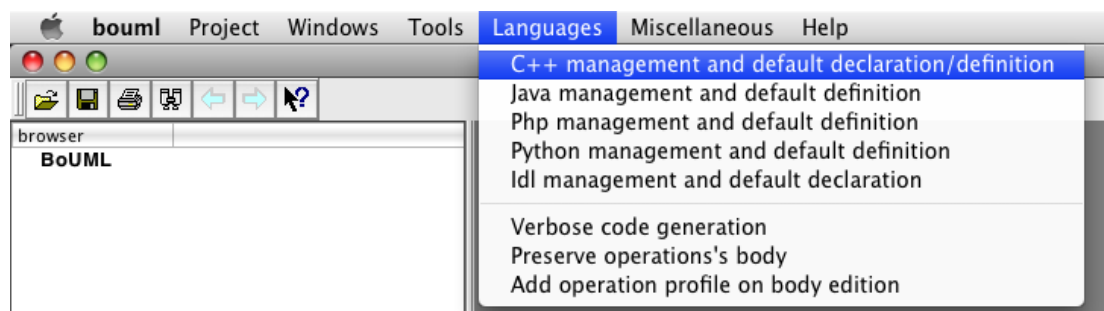 bouml Project Windows Tools Languages Miscellaneous Help
C++ management and default declaration/definition
Java management and default definition
Php management and default definition
Python management and default definition
Idl management and default declaration
Verbose code generation
Preserve operations's body
Add operation profile on body edition
browser
BoUML